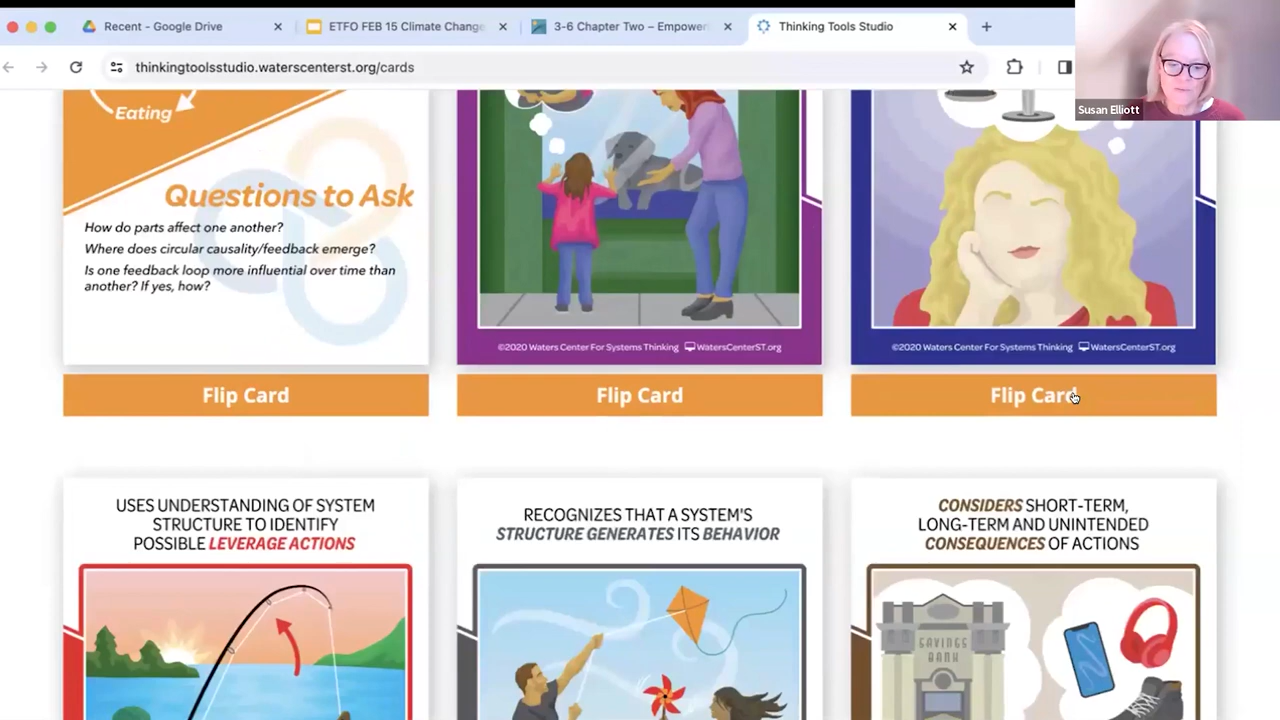 Recent - Google Drive
ETFO FEB 15 Climate Change
3-6 Chapter Two – Empower
Thinking Tools Studio
thinkingtoolsstudio.waterscenterst.org/cards
Susan Elliott
Eating
Questions to Ask
How do parts affect one another?
Where does circular causality/feedback emerge?
Is one feedback loop more influential over time than
another? If yes, how?
©2020 Waters Center For Systems Thinking WatersCenterST.org
©2020 Waters Center For Systems Thinking WatersCenterST.org
Flip Card
Flip Card
Flip Card
USES UNDERSTANDING OF SYSTEM
STRUCTURE TO IDENTIFY
POSSIBLE LEVERAGE ACTIONS
RECOGNIZES THAT A SYSTEM'S
STRUCTURE GENERATES ITS BEHAVIOR
CONSIDERS SHORT-TERM,
LONG-TERM AND UNINTENDED
CONSEQUENCES OF ACTIONS
SAVINGS
BANK